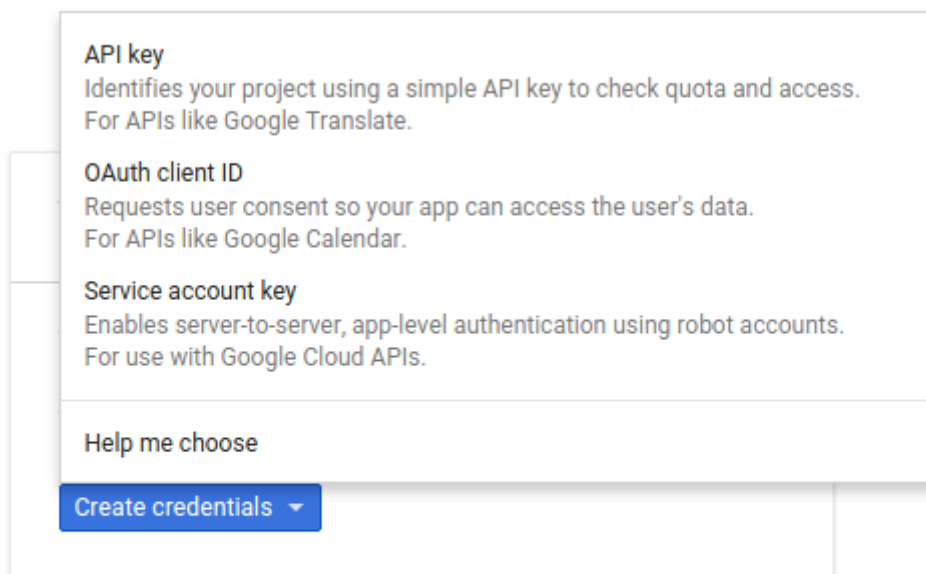 API key
Identifies your project using a simple API key to check quota and access.
For APIs like Google Translate.
OAuth client ID
Requests user consent so your app can access the user's data.
For APIs like Google Calendar.
Service account key
Enables server-to-server, app-level authentication using robot accounts.
For use with Google Cloud APIs.
Help me choose
Create credentials